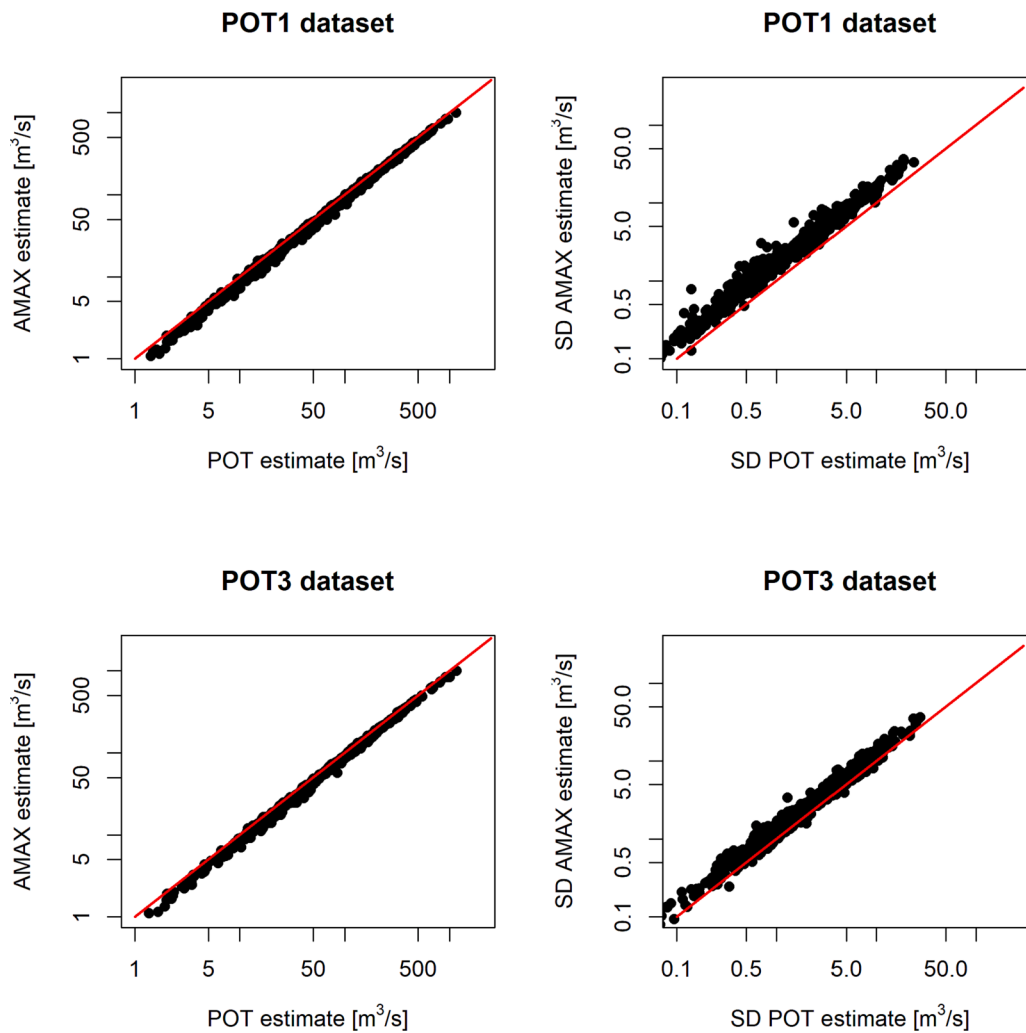 POT1 dataset
AMAX estimate [m³/s]
500
50
5
1
1 5 50 500
POT estimate [m³/s]
POT1 dataset
SD AMAX estimate [m³/s]
50.0
5.0
0.5
0.1
0.1 0.5 5.0 50.0
SD POT estimate [m³/s]
POT3 dataset
AMAX estimate [m³/s]
500
50
5
1
1 5 50 500
POT estimate [m³/s]
POT3 dataset
SD AMAX estimate [m³/s]
50.0
5.0
0.5
0.1
0.1 0.5 5.0 50.0
SD POT estimate [m³/s]